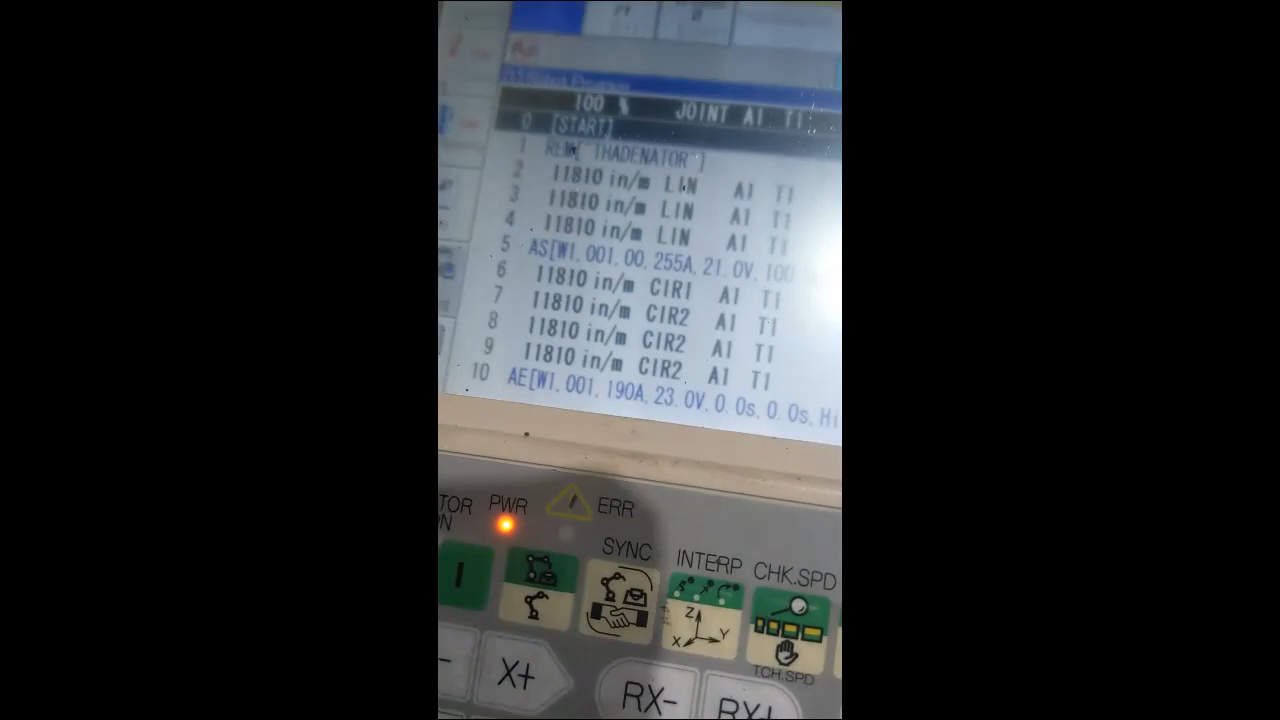 100 % JOINT A1 T1
0 [START]
1 REM["THADENATOR"]
2 11810 in/m LIN A1 T1
3 11810 in/m LIN A1 T1
4 11810 in/m LIN A1 T1
5 AS[W1,001,00,255A,21.0V,100
6 11810 in/m CIR1 A1 T1
7 11810 in/m CIR2 A1 T1
8 11810 in/m CIR2 A1 T1
9 11810 in/m CIR2 A1 T1
10 AE[W1,001,190A,23.0V,0.0s,0.0s,Hi
TOR PWR ERR
N
SYNC INTERP CHK.SPD
Z
X Y
TCH.SPD
- X+ RX- RX+